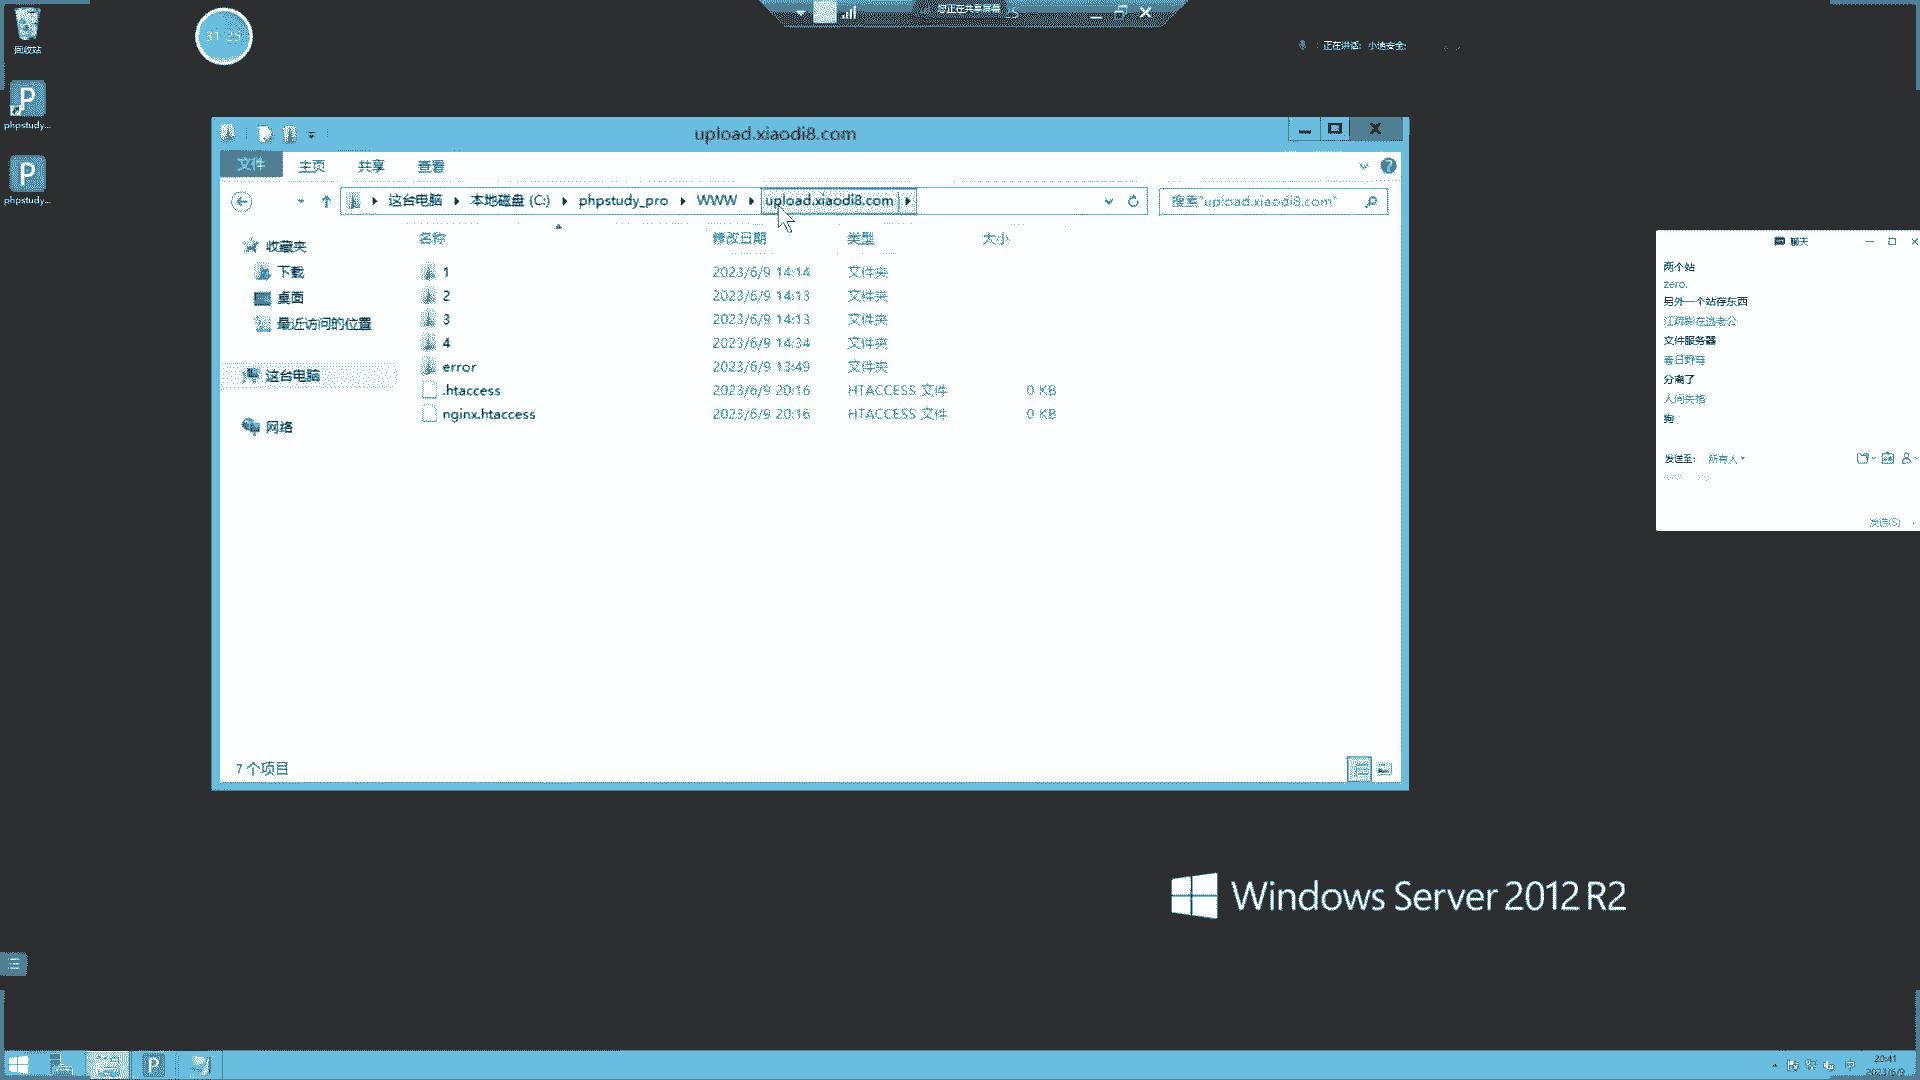 回收站
31:25
您正在共享屏幕
正在讲话: 小迪安全;
phpstudy...
phpstudy...
upload.xiaodi8.com
文件 主页 共享 查看
这台电脑 本地磁盘 (C:) phpstudy_pro WWW upload.xiaodi8.com
搜索"upload.xiaodi8.com"
收藏夹
下载
桌面
最近访问的位置
这台电脑
网络
名称 修改日期 类型 大小
1 2023/6/9 14:14 文件夹
2 2023/6/9 14:13 文件夹
3 2023/6/9 14:13 文件夹
4 2023/6/9 14:34 文件夹
error 2023/6/9 13:49 文件夹
.htaccess 2023/6/9 20:16 HTACCESS 文件 0 KB
nginx.htaccess 2023/6/9 20:16 HTACCESS 文件 0 KB
7 个项目
聊天
两个站
zero.
另外一个站存东西
文件服务器
春日野穹
分离了
人间失格
狗
发送至: 所有人
发送(S)
Windows Server 2012 R2
P
中
20:41
2023/6/9